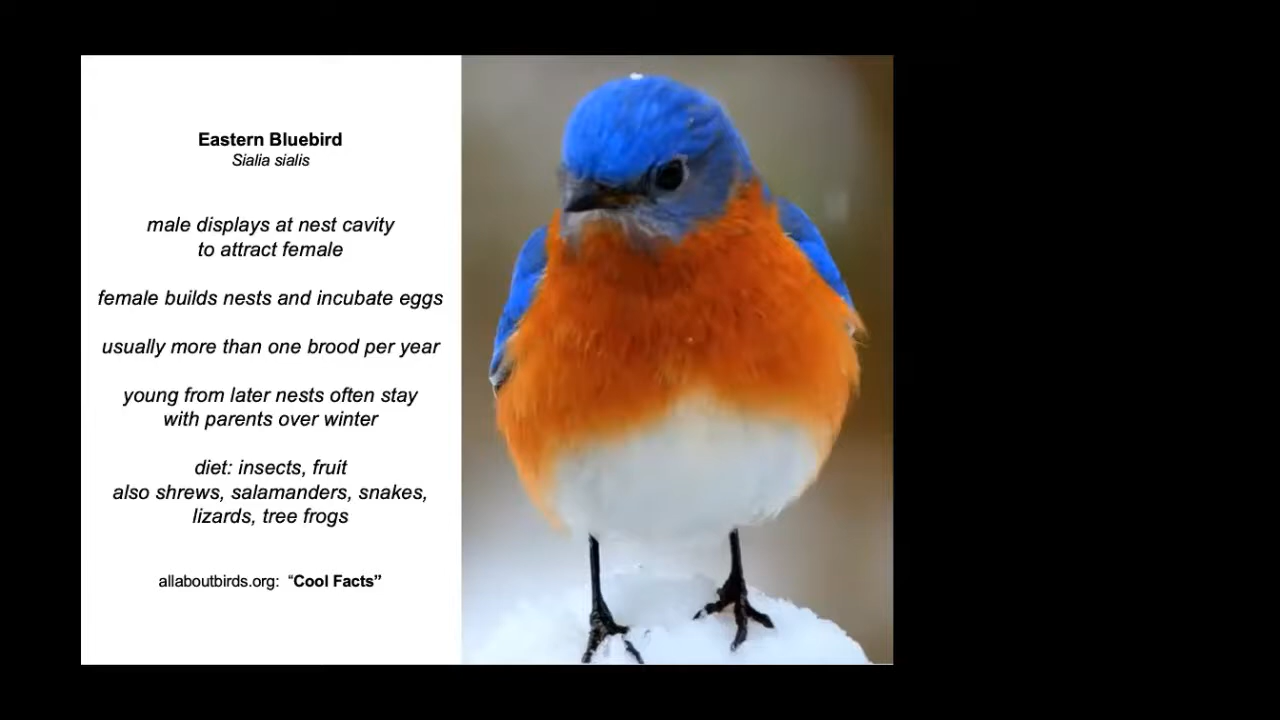 Eastern Bluebird
Sialia sialis
male displays at nest cavity
to attract female
female builds nests and incubate eggs
usually more than one brood per year
young from later nests often stay
with parents over winter
diet: insects, fruit
also shrews, salamanders, snakes,
lizards, tree frogs
allaboutbirds.org: “Cool Facts”